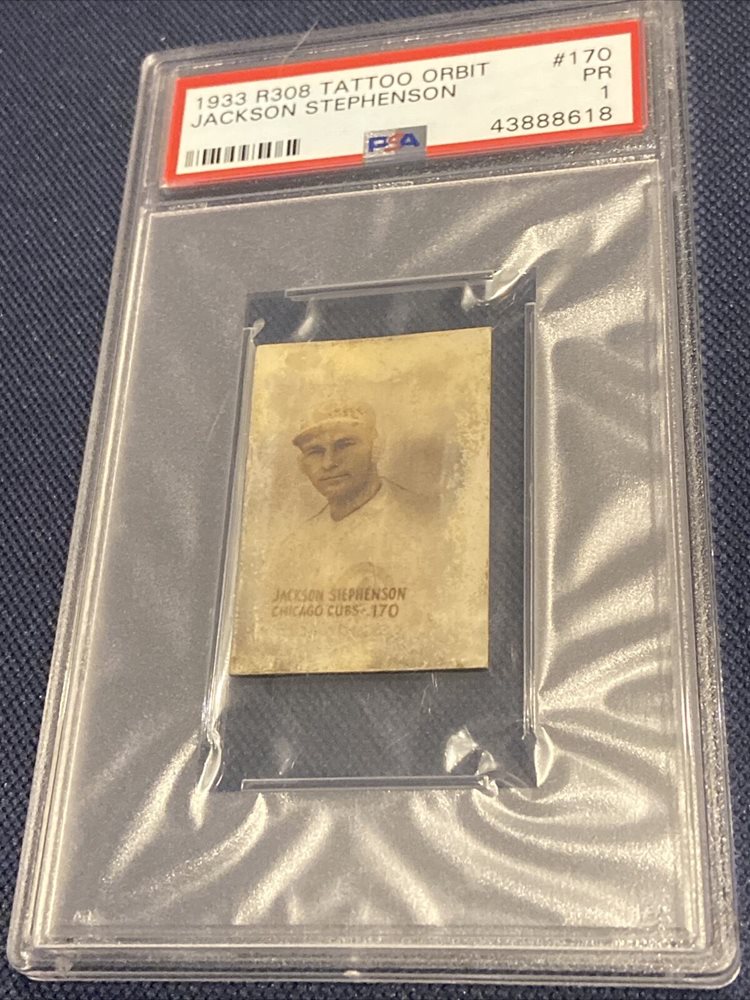 1933 R308 TATTOO ORBIT #170
JACKSON STEPHENSON PR
1
43888618
PSA
JACKSON STEPHENSON
CHICAGO CUBS-170